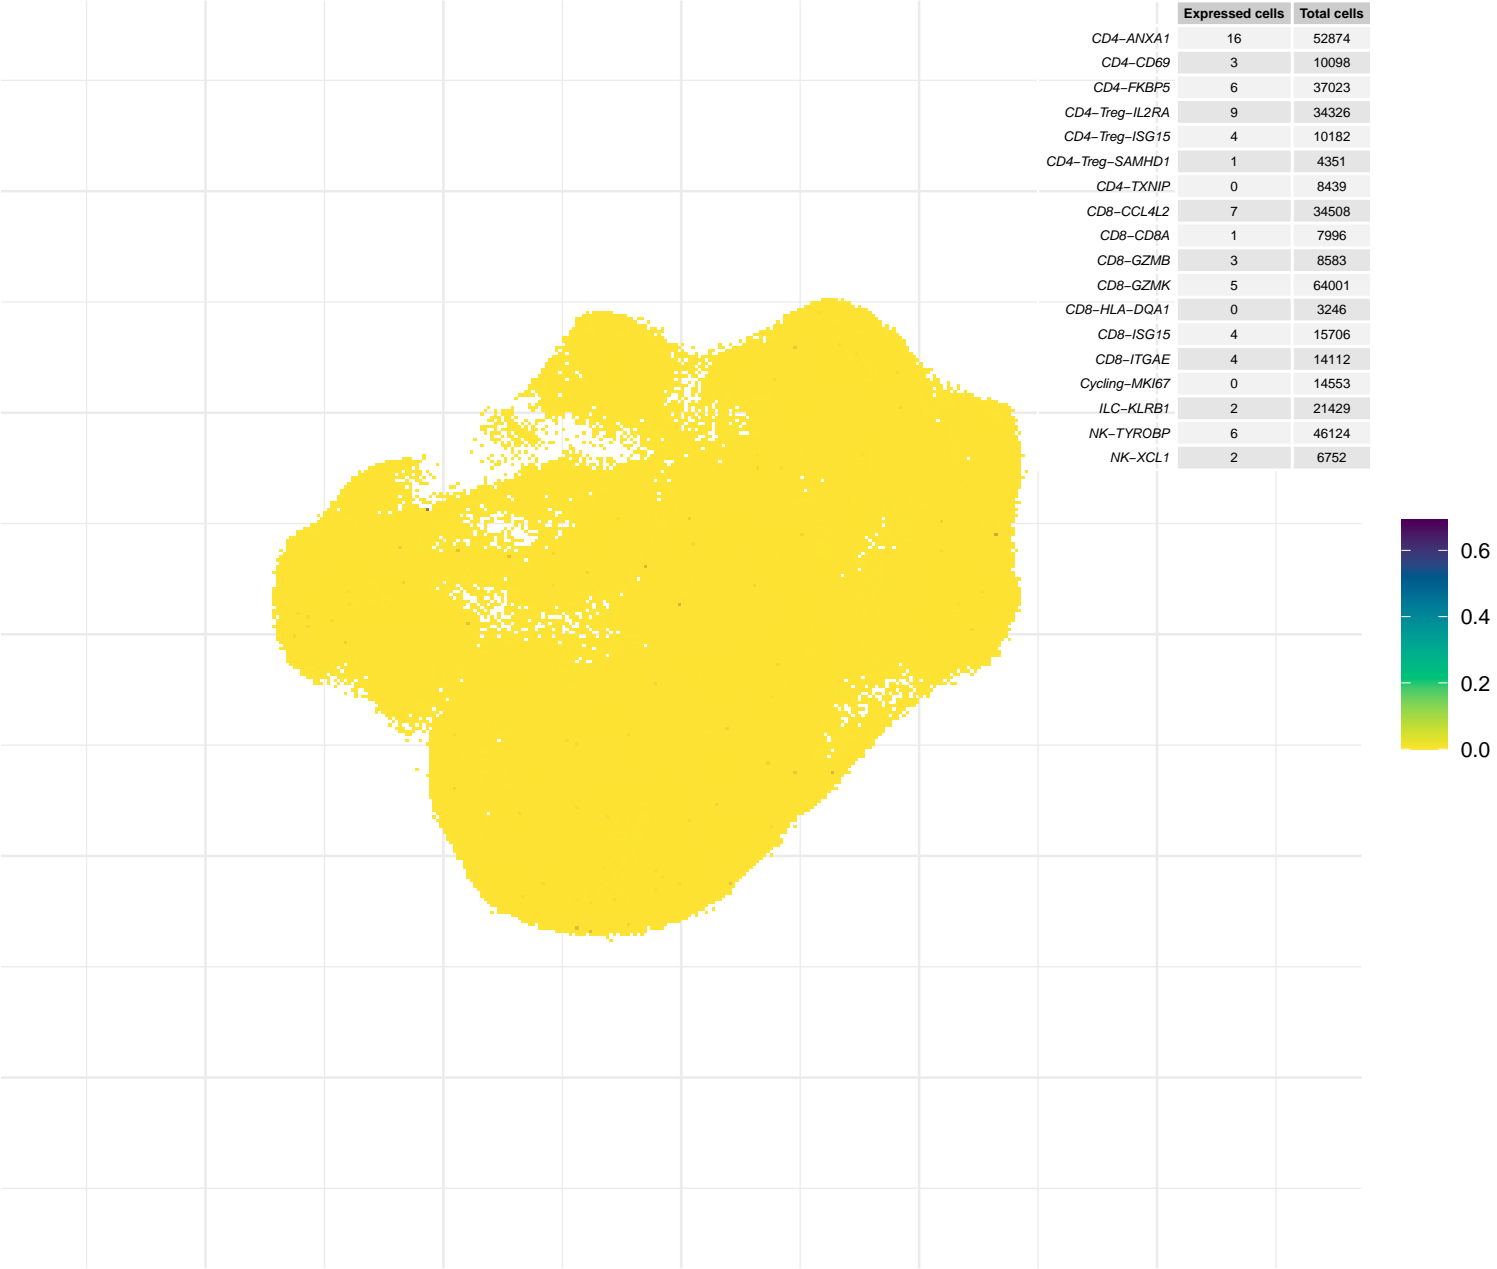 Expressed cells Total cells
CD4−ANXA1 16 52874
CD4−CD69 3 10098
CD4−FKBP5 6 37023
CD4−Treg−IL2RA 9 34326
CD4−Treg−ISG15 4 10182
CD4−Treg−SAMHD1 1 4351
CD4−TXNIP 0 8439
CD8−CCL4L2 7 34508
CD8−CD8A 1 7996
CD8−GZMB 3 8583
CD8−GZMK 5 64001
CD8−HLA−DQA1 0 3246
CD8−ISG15 4 15706
CD8−ITGAE 4 14112
Cycling−MKI67 0 14553
ILC−KLRB1 2 21429
NK−TYROBP 6 46124
NK−XCL1 2 6752
0.6
0.4
0.2
0.0